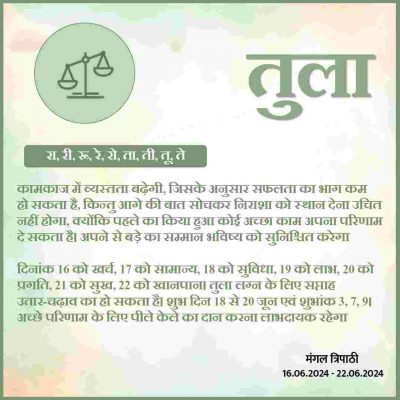 तुला
रा, री, रू, रे, रो, ता, ती, तू, ते
कामकाज में व्यस्तता बढ़ेगी, जिसके अनुसार सफलता का भाग कम
हो सकता है, किन्तु आगे की बात सोचकर निराशा को स्थान देना उचित
नहीं होगा, क्योंकि पहले का किया हुआ कोई अच्छा काम अपना परिणाम
दे सकता है। अपने से बड़े का सम्मान भविष्य को सुनिश्चित करेगा
दिनांक 16 को खर्च, 17 को सामान्य, 18 को सुविधा, 19 को लाभ, 20 को
प्रगति, 21 को सुख, 22 को खानपान। तुला लग्न के लिए सप्ताह
उतार-चढ़ाव का हो सकता है। शुभ दिन 18 से 20 जून एवं शुभांक 3, 7, 9।
अच्छे परिणाम के लिए पीले केले का दान करना लाभदायक रहेगा
मंगल त्रिपाठी
16.06.2024 - 22.06.2024